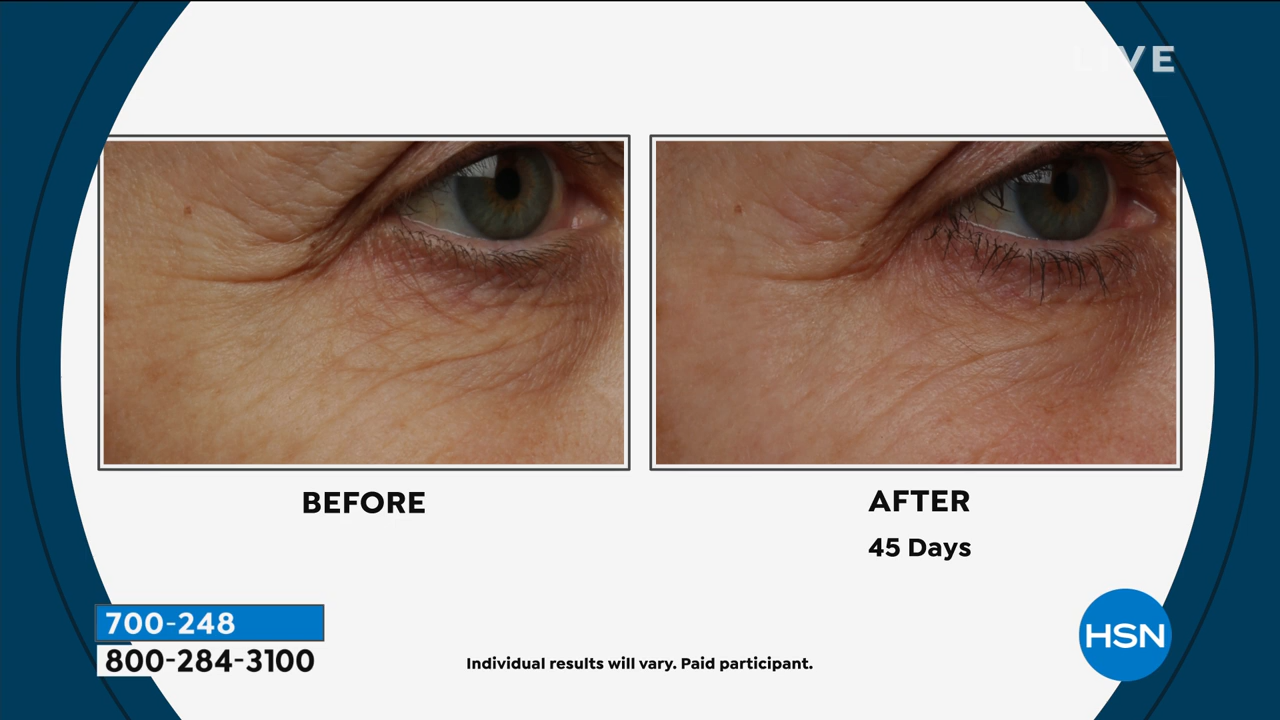 LIVE
BEFORE
AFTER
45 Days
700-248
800-284-3100
Individual results will vary. Paid participant.
HSN